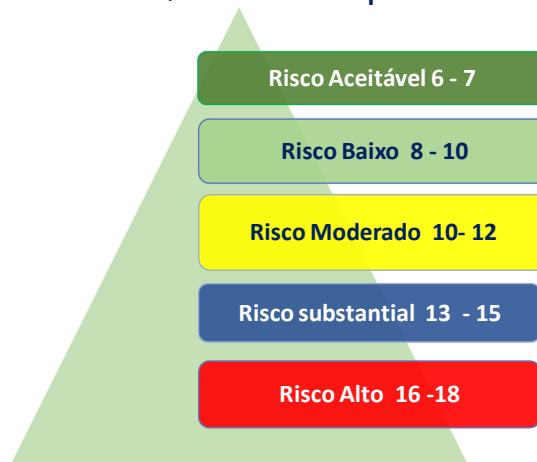 Risco Aceitável 6 - 7
Risco Baixo 8 - 10
Risco Moderado 10- 12
Risco substantial 13 - 15
Risco Alto 16 -18